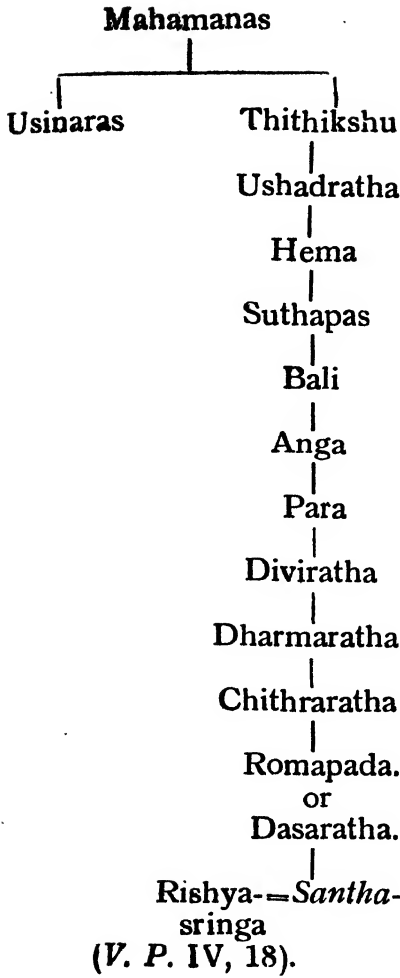 Mahamanas
Usinaras Thithikshu
Ushadratha
Hema
Suthapas
Bali
Anga
Para
Diviratha
Dharmaratha
Chithraratha
Romapada.
or
Dasaratha.
Rishya-=Santha-
sringa
(V. P. IV, 18).